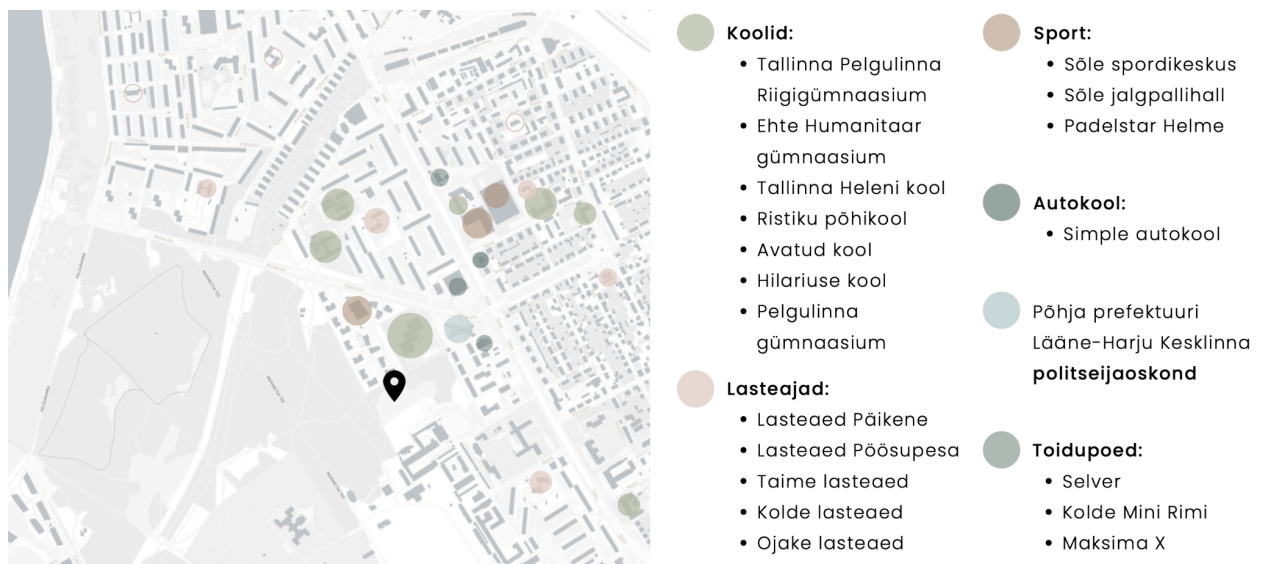 Koolid:
• Tallinna Pelgulinna
Riigigümnaasium
• Ehte Humanitaar
gümnaasium
• Tallinna Heleni kool
• Ristiku põhikool
• Avatud kool
• Hilariuse kool
• Pelgulinna
gümnaasium
Lasteajad:
• Lasteaed Päikene
• Lasteaed Pöösupesa
• Taime lasteaed
• Kolde lasteaed
• Ojake lasteaed
Sport:
• Sõle spordikeskus
• Sõle jalgpallihall
• Padelstar Helme
Autokool:
• Simple autokool
Põhja prefektuuri
Lääne-Harju Kesklinna
politseijaoskond
Toidupoed:
• Selver
• Kolde Mini Rimi
• Maksima X